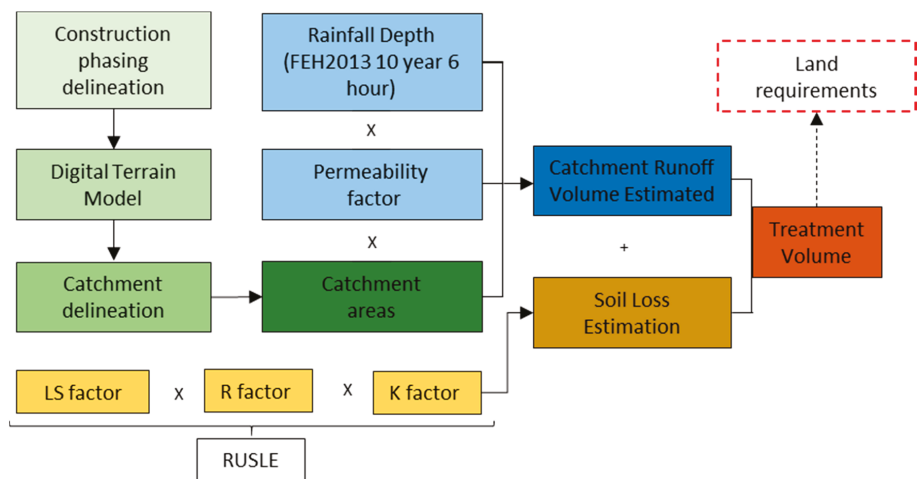 Construction
phasing
delineation
Rainfall Depth
(FEH2013 10 year 6
hour)
Land
requirements
X
Digital Terrain
Model
Permeability
factor
Catchment Runoff
Volume Estimated
Treatment
Volume
X
+
Catchment
delineation
Catchment
areas
Soil Loss
Estimation
LS factor
X
R factor
X
K factor
RUSLE